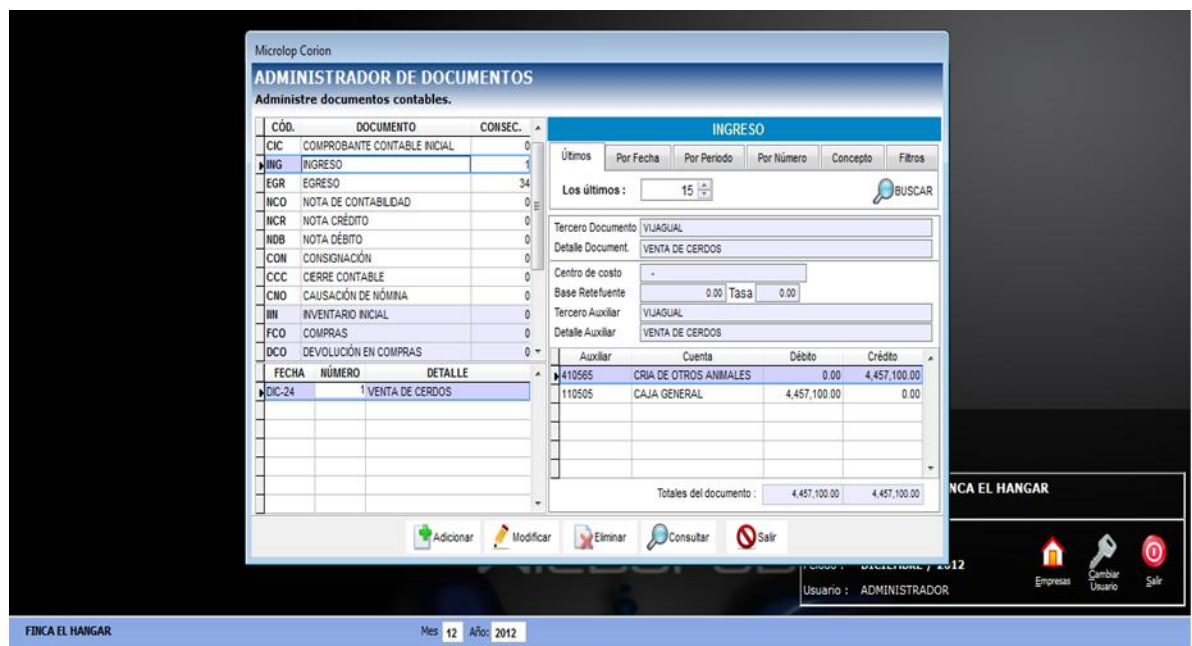 Microlop Corion
ADMINISTRADOR DE DOCUMENTOS
Administre documentos contables.
CÓD. DOCUMENTO CONSEC.
CIC COMPROBANTE CONTABLE INICIAL 0
ING INGRESO 1
EGR EGRESO 34
NCO NOTA DE CONTABILIDAD 0
NCR NOTA CRÉDITO 0
NDB NOTA DÉBITO 0
CON CONSIGNACIÓN 0
CCC CIERRE CONTABLE 0
CNO CAUSACIÓN DE NÓMINA 0
IIN INVENTARIO INICIAL 0
FCO COMPRAS 0
DCO DEVOLUCIÓN EN COMPRAS 0
FECHA NÚMERO DETALLE
DIC-24 1 VENTA DE CERDOS
INGRESO
Últimos Por Fecha Por Periodo Por Número Concepto Filtros
Los últimos : 15 BUSCAR
Tercero Documento VIJAGUAL
Detalle Document. VENTA DE CERDOS
Centro de costo -
Base Retefuente 0.00 Tasa 0.00
Tercero Auxiliar VIJAGUAL
Detalle Auxiliar VENTA DE CERDOS
Auxiliar Cuenta Débito Crédito
410565 CRIA DE OTROS ANIMALES 0.00 4,457,100.00
110505 CAJA GENERAL 4,457,100.00 0.00
Totales del documento : 4,457,100.00 4,457,100.00
Adicionar Modificar Eliminar Consultar Salir
NCA EL HANGAR
DICIEMBRE / 2012
Usuario : ADMINISTRADOR
Empresas Cambiar Usuario Salir
FINCA EL HANGAR Mes 12 Año: 2012